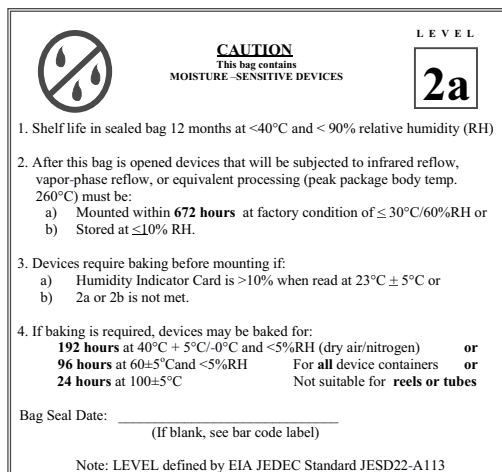 LEVEL
CAUTION
This bag contains
MOISTURE –SENSITIVE DEVICES
2a
1. Shelf life in sealed bag 12 months at <40°C and < 90% relative humidity (RH)
2. After this bag is opened devices that will be subjected to infrared reflow,
vapor-phase reflow, or equivalent processing (peak package body temp.
260°C) must be:
a) Mounted within 672 hours at factory condition of ≤ 30°C/60%RH or
b) Stored at ≤10% RH.
3. Devices require baking before mounting if:
a) Humidity Indicator Card is >10% when read at 23°C ± 5°C or
b) 2a or 2b is not met.
4. If baking is required, devices may be baked for:
192 hours at 40°C + 5°C/-0°C and <5%RH (dry air/nitrogen) or
96 hours at 60±5°Cand <5%RH For all device containers or
24 hours at 100±5°C Not suitable for reels or tubes
Bag Seal Date: ______________________________
(If blank, see bar code label)
Note: LEVEL defined by EIA JEDEC Standard JESD22-A113